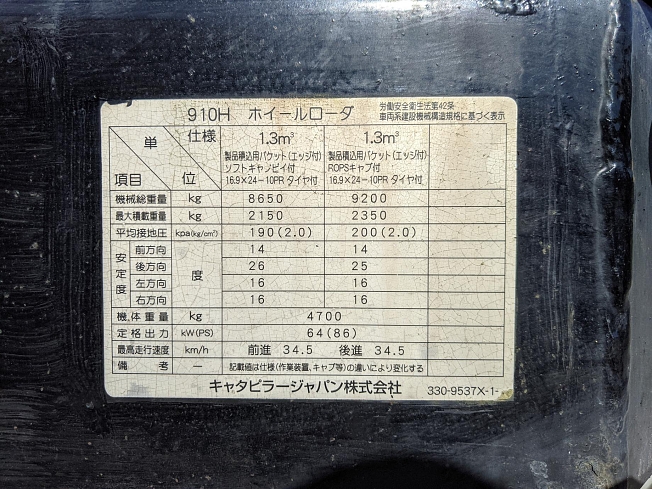 910H ホイールローダ
労働安全衛生法第42条
車両系建設機械構造規格に基づく表示
単位 項目 仕様
1.3m³ 1.3m³
製品積込用バケット(エッジ付) 製品積込用バケット(エッジ付)
ソフトキャノピイ付 ROPSキャブ付
16.9×24-10PR タイヤ付 16.9×24-10PR タイヤ付
機械総重量 kg 8650 9200
最大積載重量 kg 2150 2350
平均接地圧 kpa(kg/cm²) 190(2.0) 200(2.0)
安定度 前方向 度 14 14
後方向 26 25
左方向 16 16
右方向 16 16
機体重量 kg 4700
定格出力 kW(PS) 64(86)
最高走行速度 km/h 前進 34.5 後進 34.5
備考 — 記載値は仕様(作業装置、キャブ等)の違いにより変化する
キャタピラージャパン株式会社 330-9537X-1-